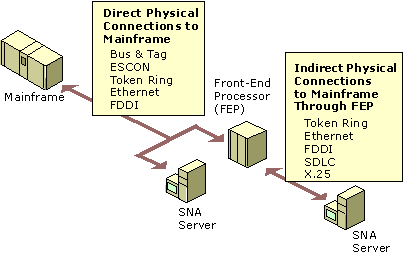 Direct Physical
Connections to
Mainframe
Bus & Tag
ESCON
Token Ring
Ethernet
FDDI
Mainframe
Front-End
Processor
(FEP)
Indirect Physical
Connections
to Mainframe
Through FEP
Token Ring
Ethernet
FDDI
SDLC
X.25
SNA
Server
SNA
Server